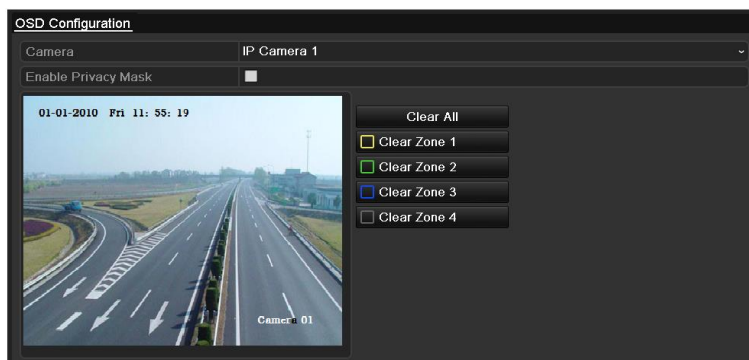 OSD Configuration
Camera IP Camera 1
Enable Privacy Mask
01-01-2010 Fri 11: 55: 19
Clear All
Clear Zone 1
Clear Zone 2
Clear Zone 3
Clear Zone 4
Camera 01